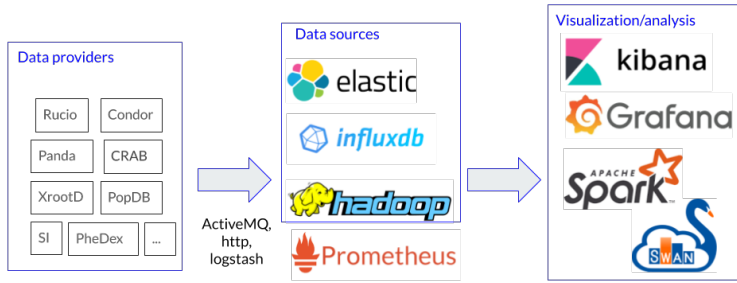 Data providers
Rucio
Condor
Panda
CRAB
XrootD
PopDB
SI
PheDex
...
ActiveMQ,
http,
logstash
Data sources
elastic
influxdb
hadoop
Prometheus
Visualization/analysis
kibana
Grafana
APACHE
Spark
SWAN